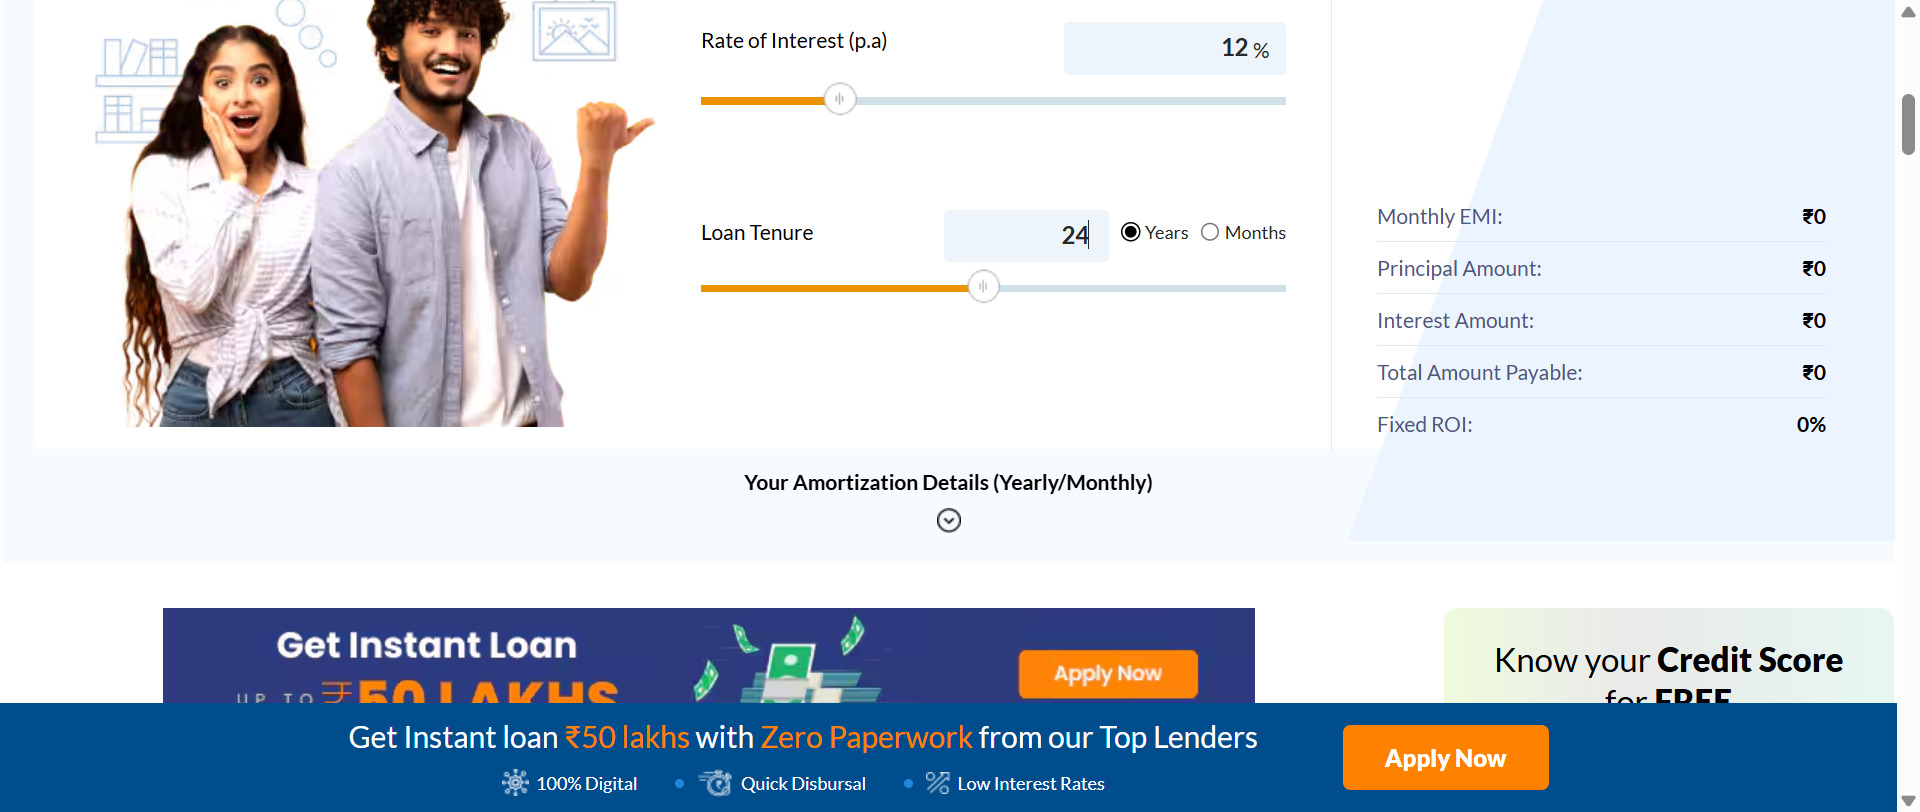 Rate of Interest (p.a)
12 %
Loan Tenure
24
Years
Months
Monthly EMI:
₹0
Principal Amount:
₹0
Interest Amount:
₹0
Total Amount Payable:
₹0
Fixed ROI:
0%
Your Amortization Details (Yearly/Monthly)
Get Instant Loan
UP TO ₹50 LAKHS
Apply Now
Know your Credit Score
for FREE
Get Instant loan ₹50 lakhs with Zero Paperwork from our Top Lenders
100% Digital
Quick Disbursal
Low Interest Rates
Apply Now